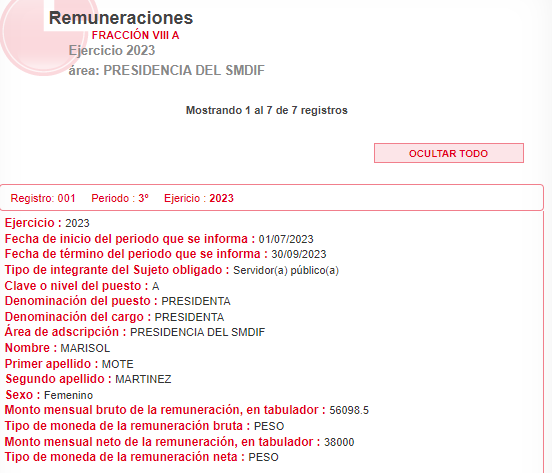 Remuneraciones
FRACCIÓN VIII A
Ejercicio 2023
área: PRESIDENCIA DEL SMDIF
Mostrando 1 al 7 de 7 registros
OCULTAR TODO
Registro: 001 Periodo : 3º Ejericio : 2023
Ejercicio : 2023
Fecha de inicio del periodo que se informa : 01/07/2023
Fecha de término del periodo que se informa : 30/09/2023
Tipo de integrante del Sujeto obligado : Servidor(a) público(a)
Clave o nivel del puesto : A
Denominación del puesto : PRESIDENTA
Denominación del cargo : PRESIDENTA
Área de adscripción : PRESIDENCIA DEL SMDIF
Nombre : MARISOL
Primer apellido : MOTE
Segundo apellido : MARTINEZ
Sexo : Femenino
Monto mensual bruto de la remuneración, en tabulador : 56098.5
Tipo de moneda de la remuneración bruta : PESO
Monto mensual neto de la remuneración, en tabulador : 38000
Tipo de moneda de la remuneración neta : PESO